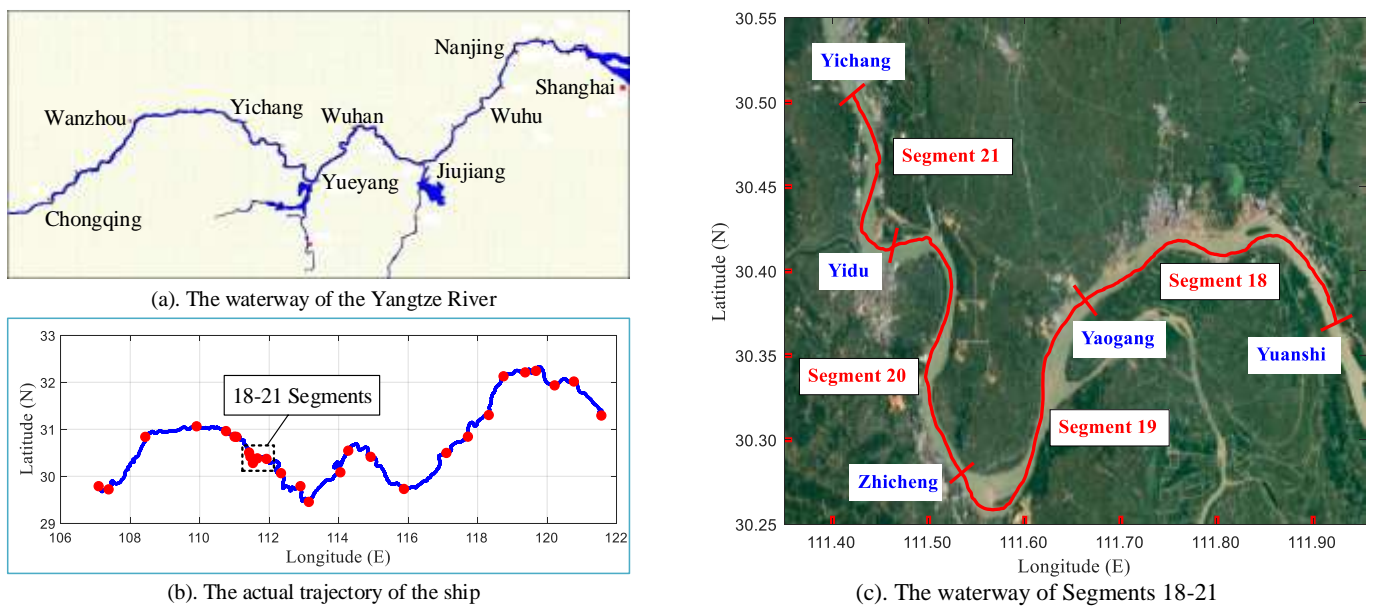 Nanjing
Shanghai
Yichang
Wanzhou
Wuhan
Wuhu
Yueyang
Jiujiang
Chongqing
(a). The waterway of the Yangtze River
33
32
31
30
29
Latitude (N)
18-21 Segments
106 108 110 112 114 116 118 120 122
Longitude (E)
(b). The actual trajectory of the ship
30.55
30.50
30.45
30.40
30.35
30.30
30.25
Latitude (N)
Yichang
Segment 21
Yidu
Segment 18
Yaogang
Yuanshi
Segment 20
Segment 19
Zhicheng
111.40 111.50 111.60 111.70 111.80 111.90
Longitude (E)
(c). The waterway of Segments 18-21